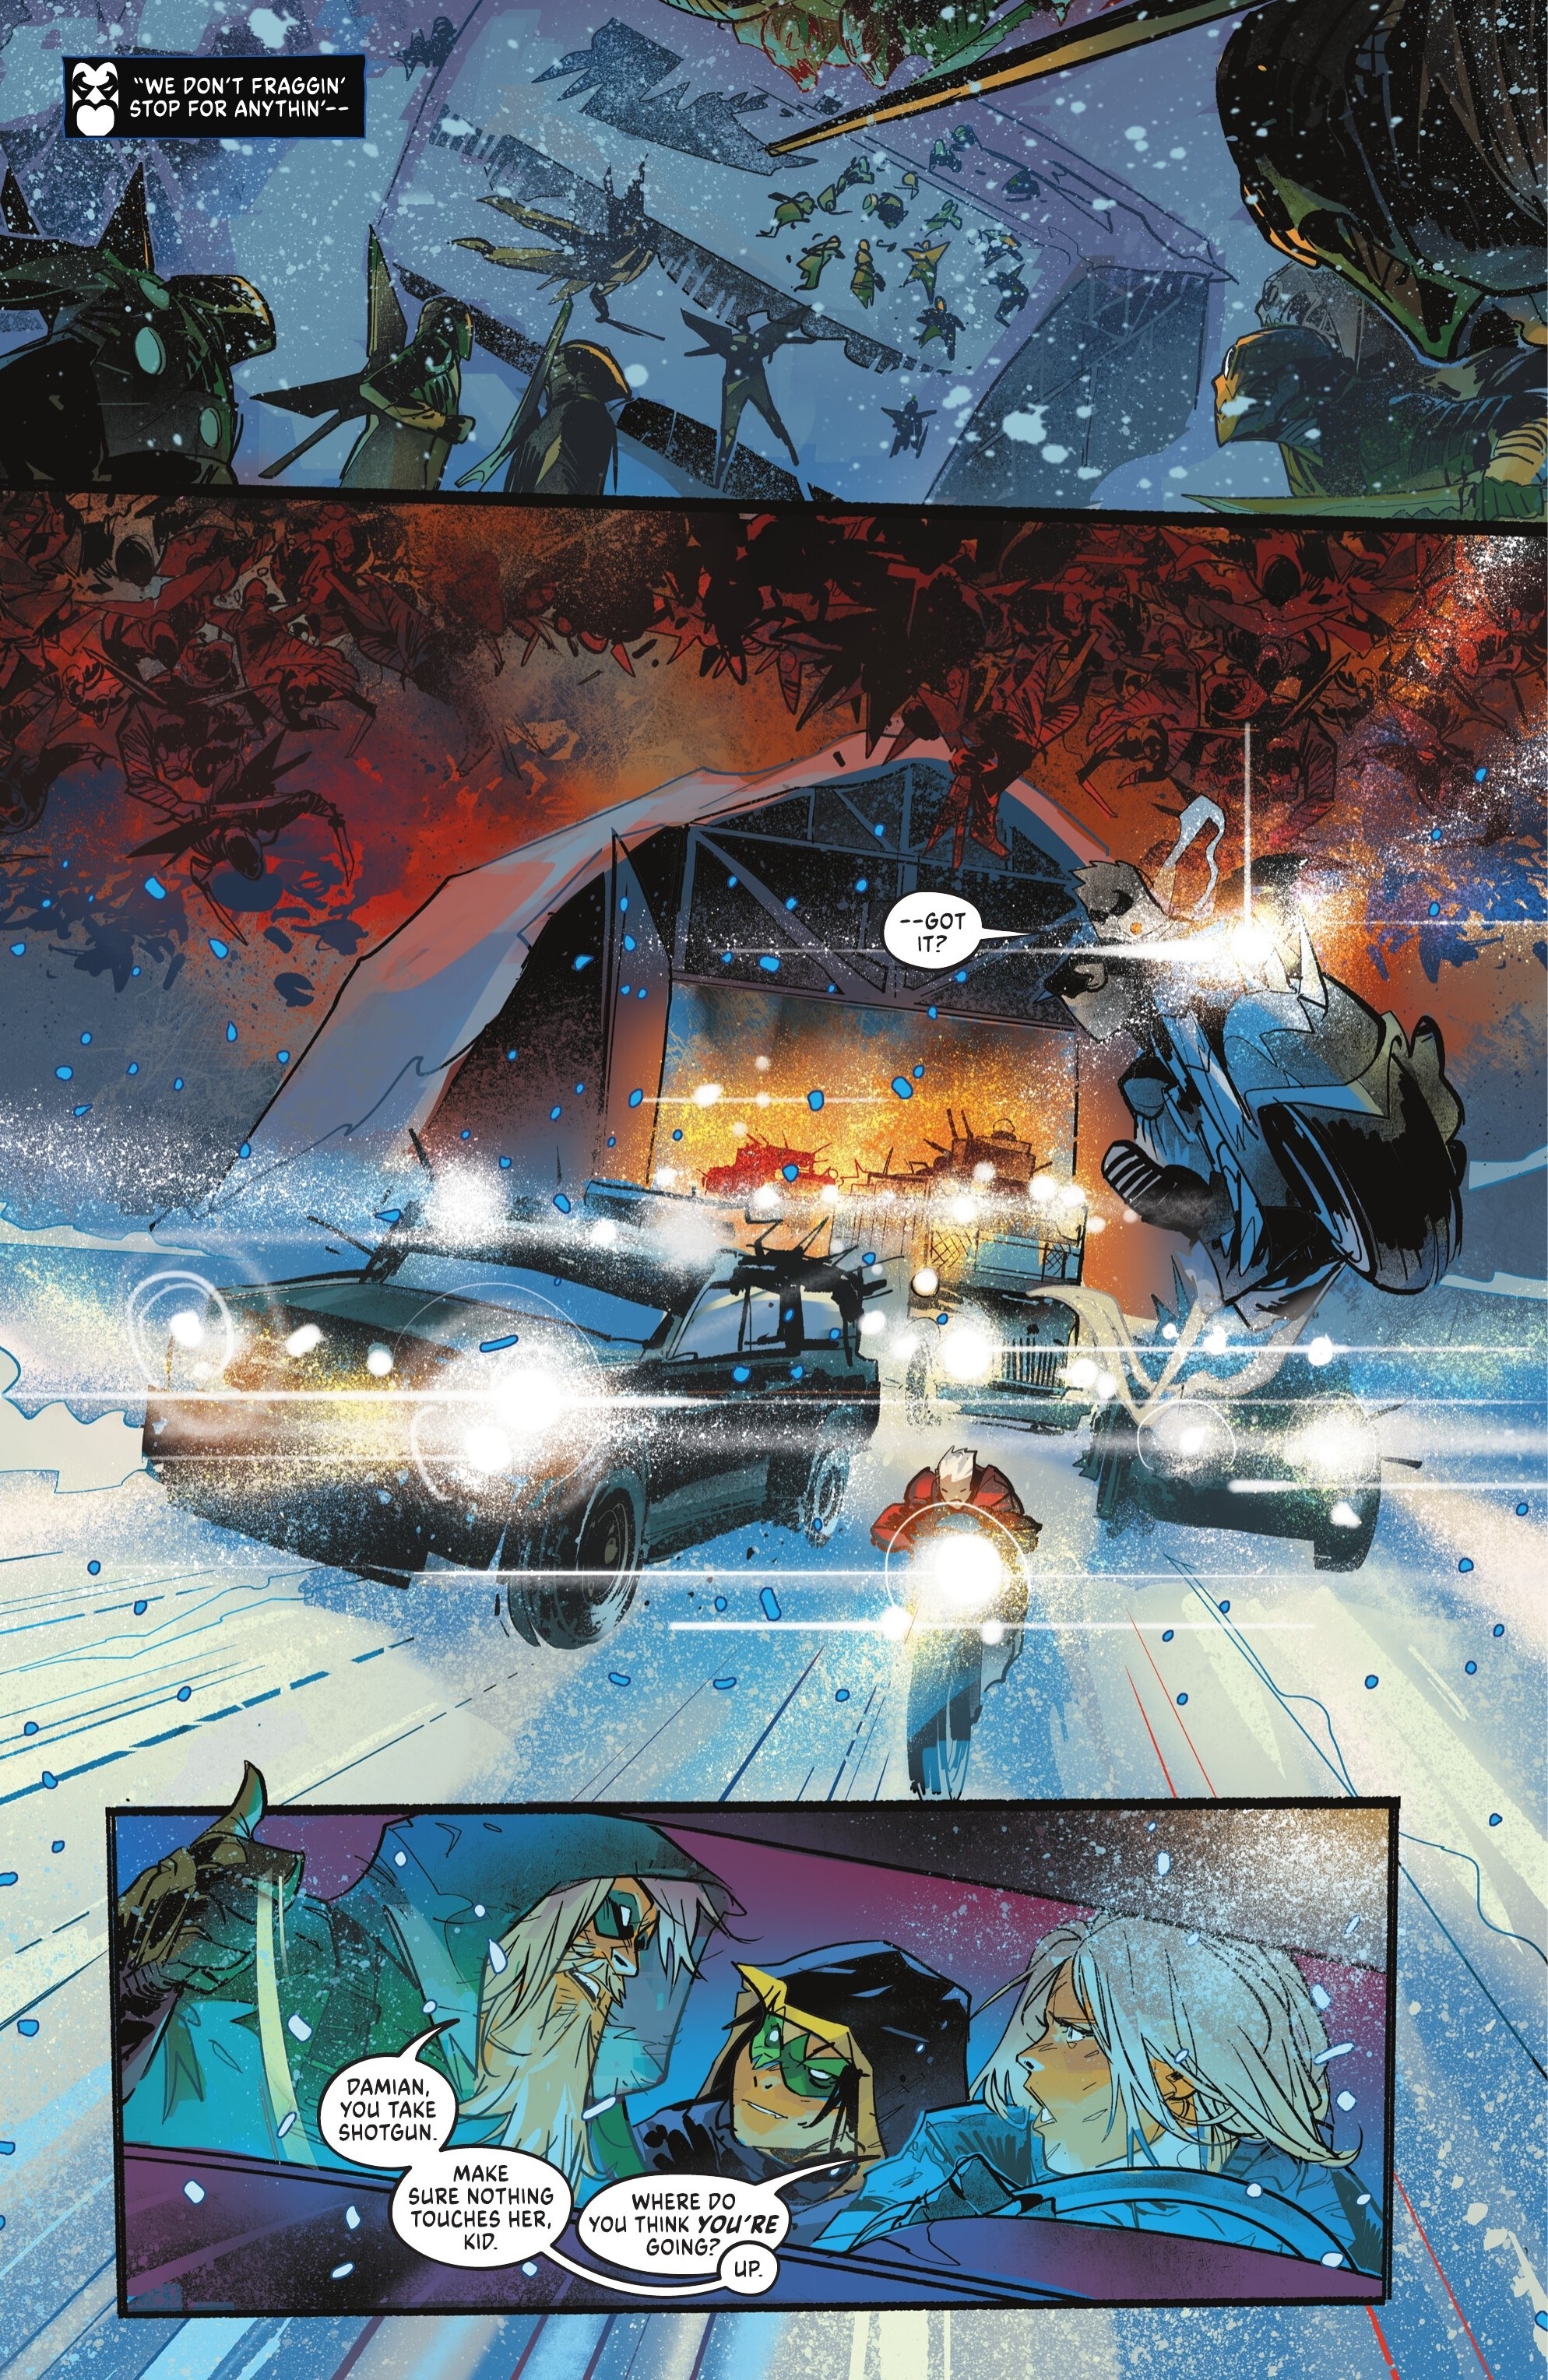 “WE DON’T FRAGGIN’
STOP FOR ANYTHIN’--
--GOT
IT?
DAMIAN,
YOU TAKE
SHOTGUN.
MAKE
SURE NOTHING
TOUCHES HER,
KID.
WHERE DO
YOU THINK YOU’RE
GOING?
UP.